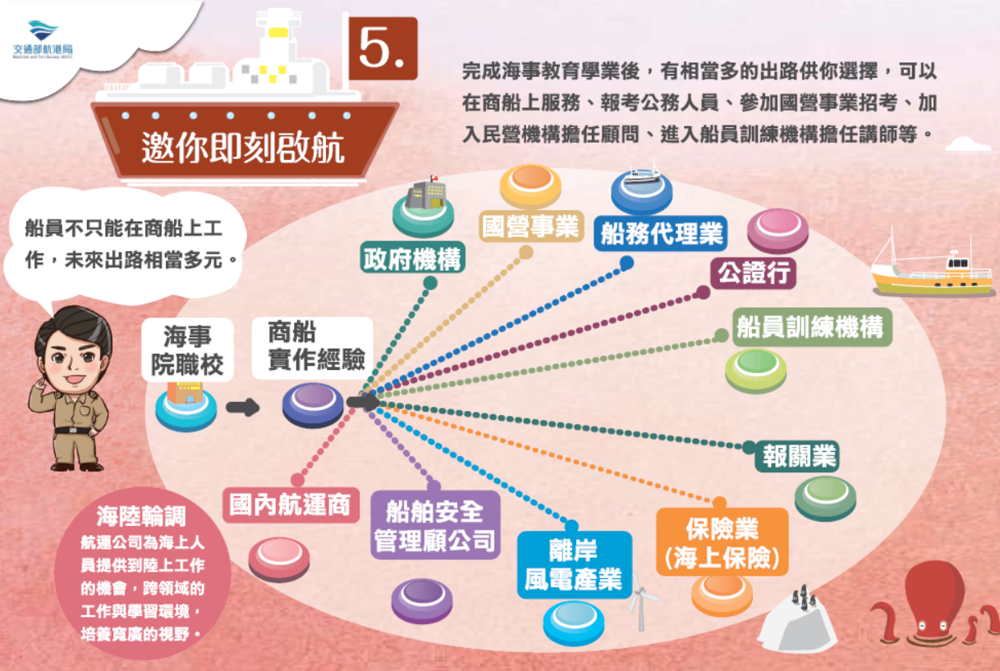 交通部航港局
Maritime and Port Bureau, MOTC
5.
邀你即刻啟航
完成海事教育學業後，有相當多的出路供你選擇，可以
在商船上服務、報考公務人員、參加國營事業招考、加
入民營機構擔任顧問、進入船員訓練機構擔任講師等。
船員不只能在商船上工
作，未來出路相當多元。
海事
院職校
商船
實作經驗
政府機構
國營事業
船務代理業
公證行
船員訓練機構
報關業
保險業
(海上保險)
離岸
風電產業
船舶安全
管理顧公司
國內航運商
海陸輪調
航運公司為海上人
員提供到陸上工作
的機會，跨領域的
工作與學習環境，
培養寬廣的視野。